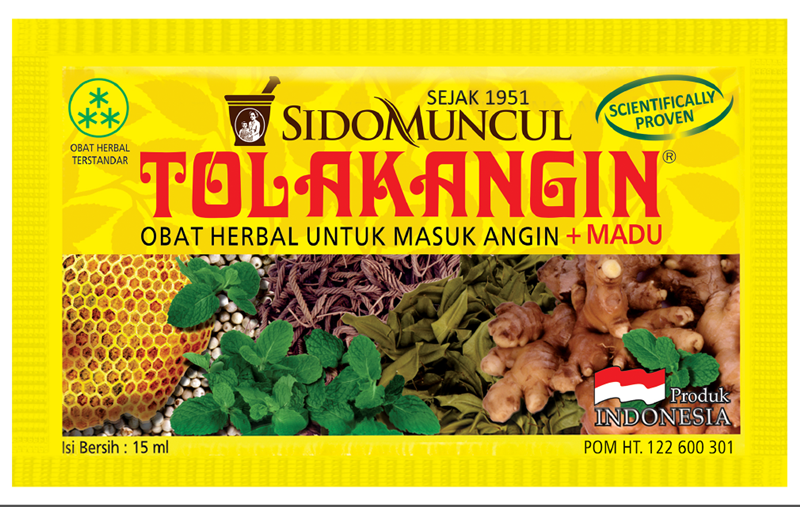 SEJAK 1951
SIDOMUNCUL
SCIENTIFICALLY
PROVEN
OBAT HERBAL
TERSTANDAR
TOLAKANGIN®
OBAT HERBAL UNTUK MASUK ANGIN + MADU
Produk
INDONESIA
Isi Bersih : 15 ml
POM HT. 122 600 301